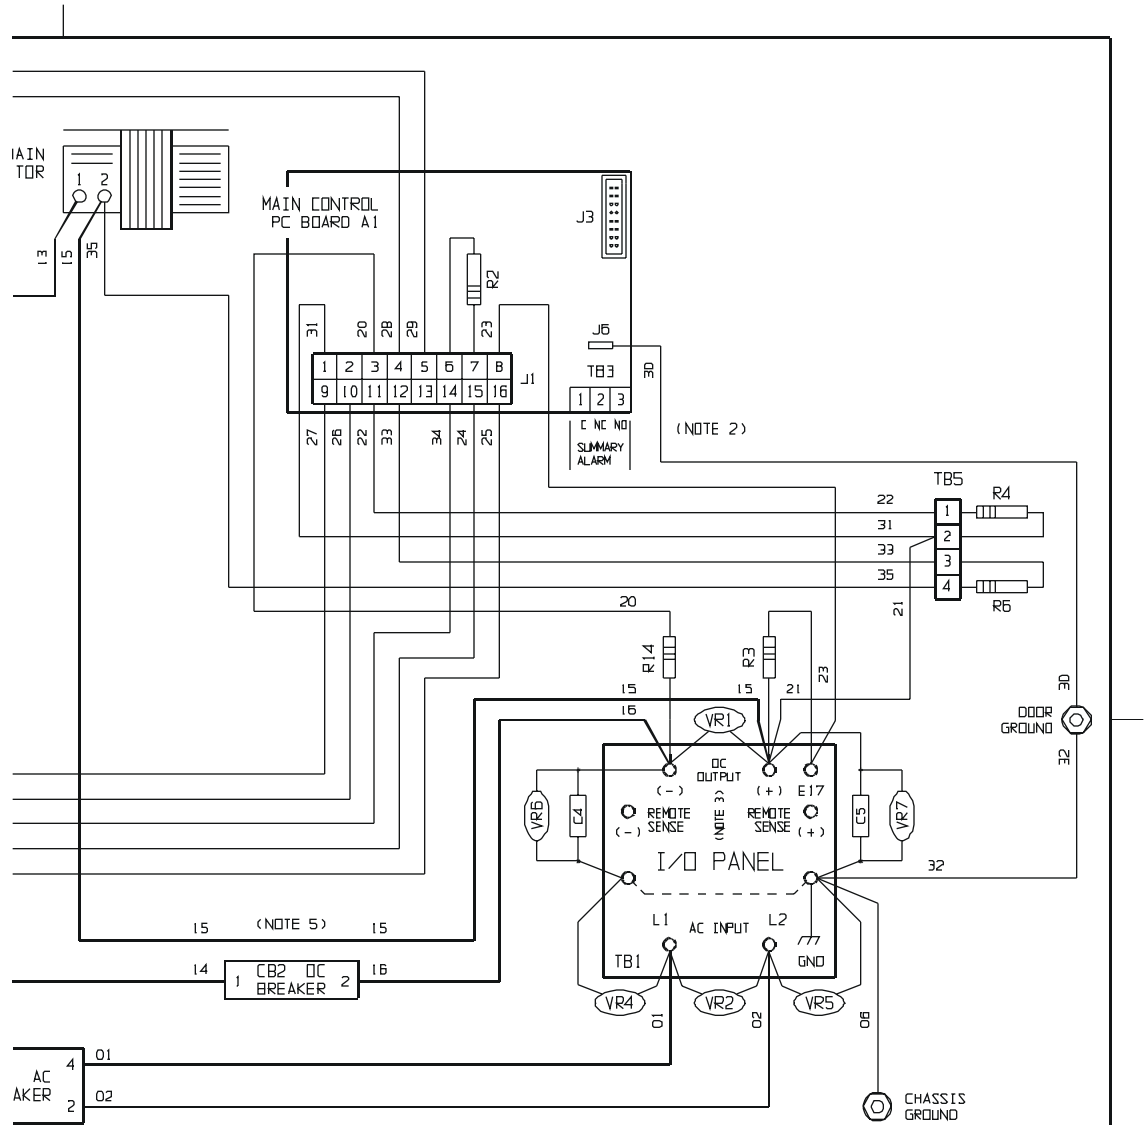 AIN
TOR
1 2
13
15
35
MAIN CONTROL
PC BOARD A1
J3
R2
31
20
28
29
23
J6
30
TB3
1 2 3 4 5 6 7 8
9 10 11 12 13 14 15 16
J1
1 2 3
C NC NO
SUMMARY
ALARM
27
26
22
33
34
24
25
(NOTE 2)
TB5
22
1
R4
31
2
33
3
35
4
R6
21
20
R14
R3
23
30
15
15
21
16
VR1
DOOR
GROUND
32
DC
OUTPUT
(-)
(+)
E17
(NOTE 3)
VR6
C4
REMOTE
SENSE
(-)
REMOTE
SENSE
(+)
C5
VR7
I/O PANEL
32
L1
L2
AC INPUT
15
(NOTE 5)
15
TB1
GND
14
1
CB2 DC
BREAKER
2
16
VR4
VR2
VR5
01
02
06
AC
AKER
4
2
01
02
CHASSIS
GROUND